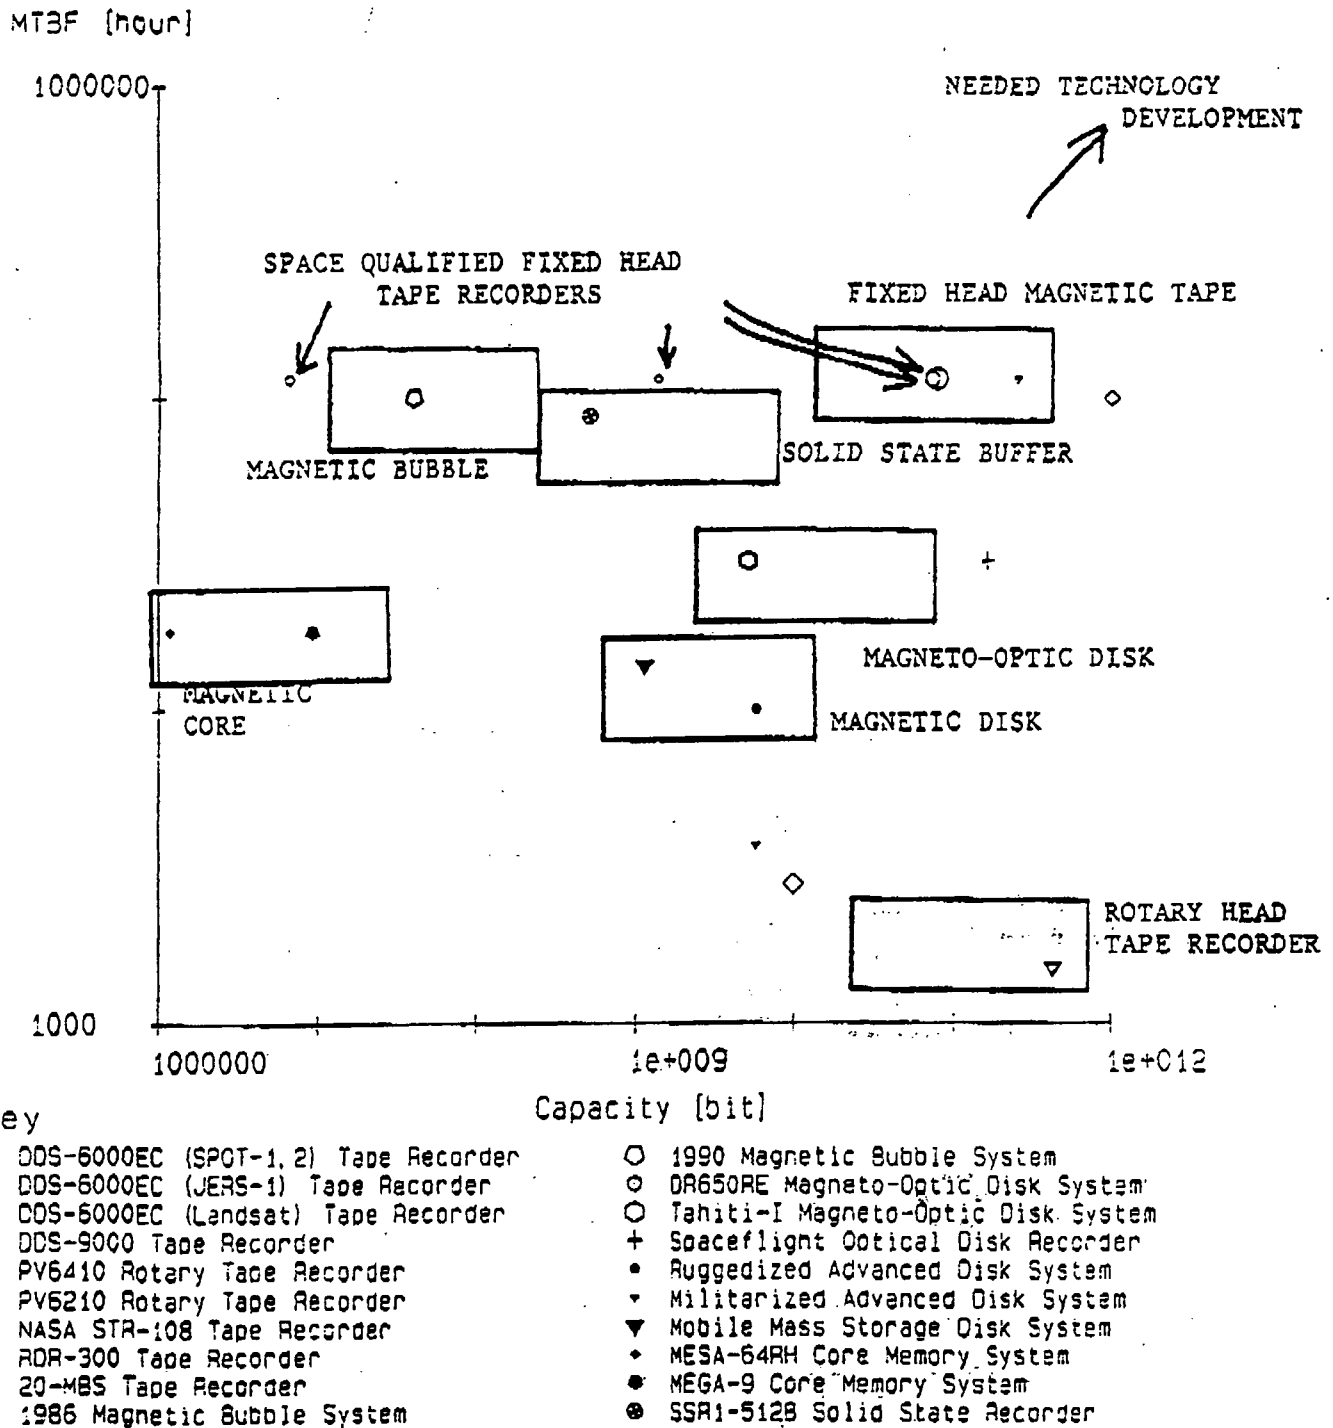 MTBF [hour]
1000000
NEEDED TECHNOLOGY
DEVELOPMENT
SPACE QUALIFIED FIXED HEAD
TAPE RECORDERS
FIXED HEAD MAGNETIC TAPE
MAGNETIC BUBBLE
SOLID STATE BUFFER
MAGNETO-OPTIC DISK
MAGNETIC
CORE
MAGNETIC DISK
ROTARY HEAD
TAPE RECORDER
1000
1000000
1e+009
1e+012
Capacity [bit]
ey
DDS-6000EC (SPOT-1,2) Tape Recorder
DDS-6000EC (JERS-1) Tape Recorder
DDS-6000EC (Landsat) Tape Recorder
DDS-9000 Tape Recorder
PV6410 Rotary Tape Recorder
PV6210 Rotary Tape Recorder
NASA STR-108 Tape Recorder
RDR-300 Tape Recorder
20-MBS Tape Recorder
1986 Magnetic Bubble System
1990 Magnetic Bubble System
DR650RE Magneto-Optic Disk System
Tahiti-I Magneto-Optic Disk System
Spaceflight Optical Disk Recorder
Ruggedized Advanced Disk System
Militarized Advanced Disk System
Mobile Mass Storage Disk System
MESA-64RH Core Memory System
MEGA-9 Core Memory System
SSR1-512B Solid State Recorder